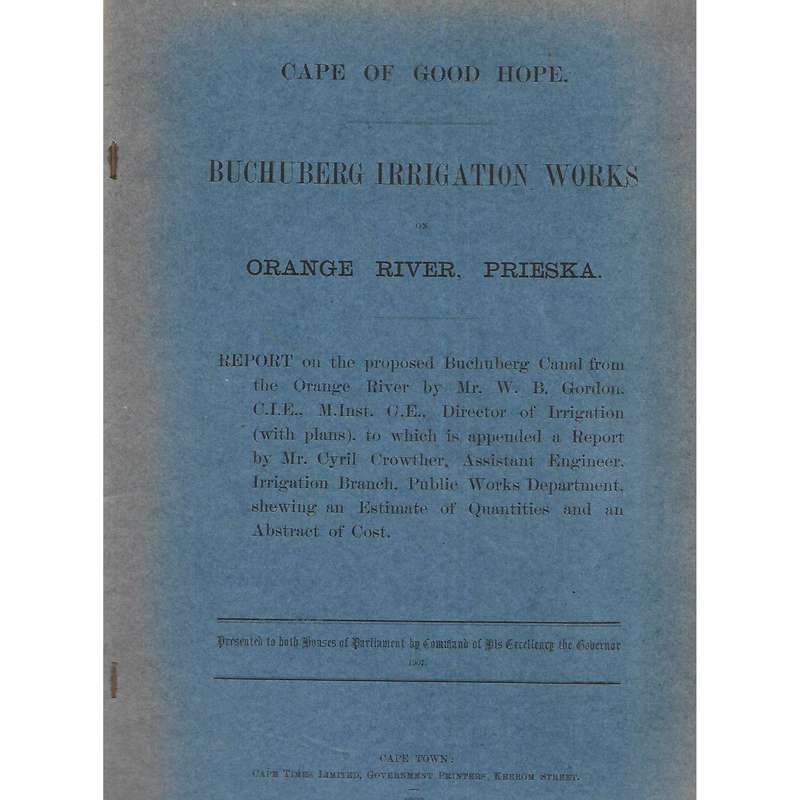 CAPE OF GOOD HOPE.
BUCHUBERG IRRIGATION WORKS
ON
ORANGE RIVER, PRIESKA.
REPORT on the proposed Buchuberg Canal from
the Orange River by Mr. W. B. Gordon,
C.I.E., M.Inst. C.E., Director of Irrigation
(with plans), to which is appended a Report
by Mr. Cyril Crowther, Assistant Engineer,
Irrigation Branch, Public Works Department,
shewing an Estimate of Quantities and an
Abstract of Cost.
Presented to both Houses of Parliament by Command of His Excellency the Governor
1907.
CAPE TOWN:
CAPE TIMES LIMITED, GOVERNMENT PRINTERS, KEEROM STREET.